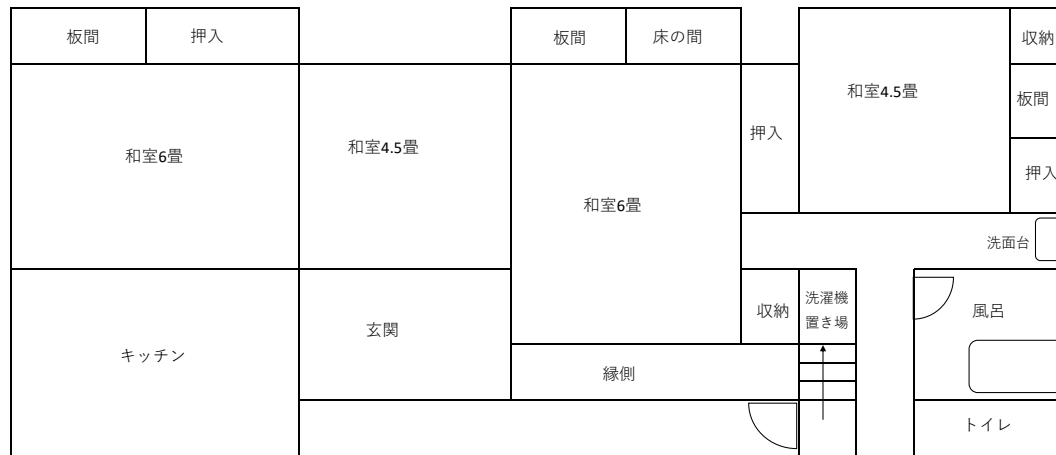 板間
押入
板間
床の間
収納
和室4.5畳
板間
押入
和室4.5畳
和室6畳
押入
和室6畳
洗面台
収納
洗濯機
置き場
風呂
玄関
キッチン
縁側
トイレ